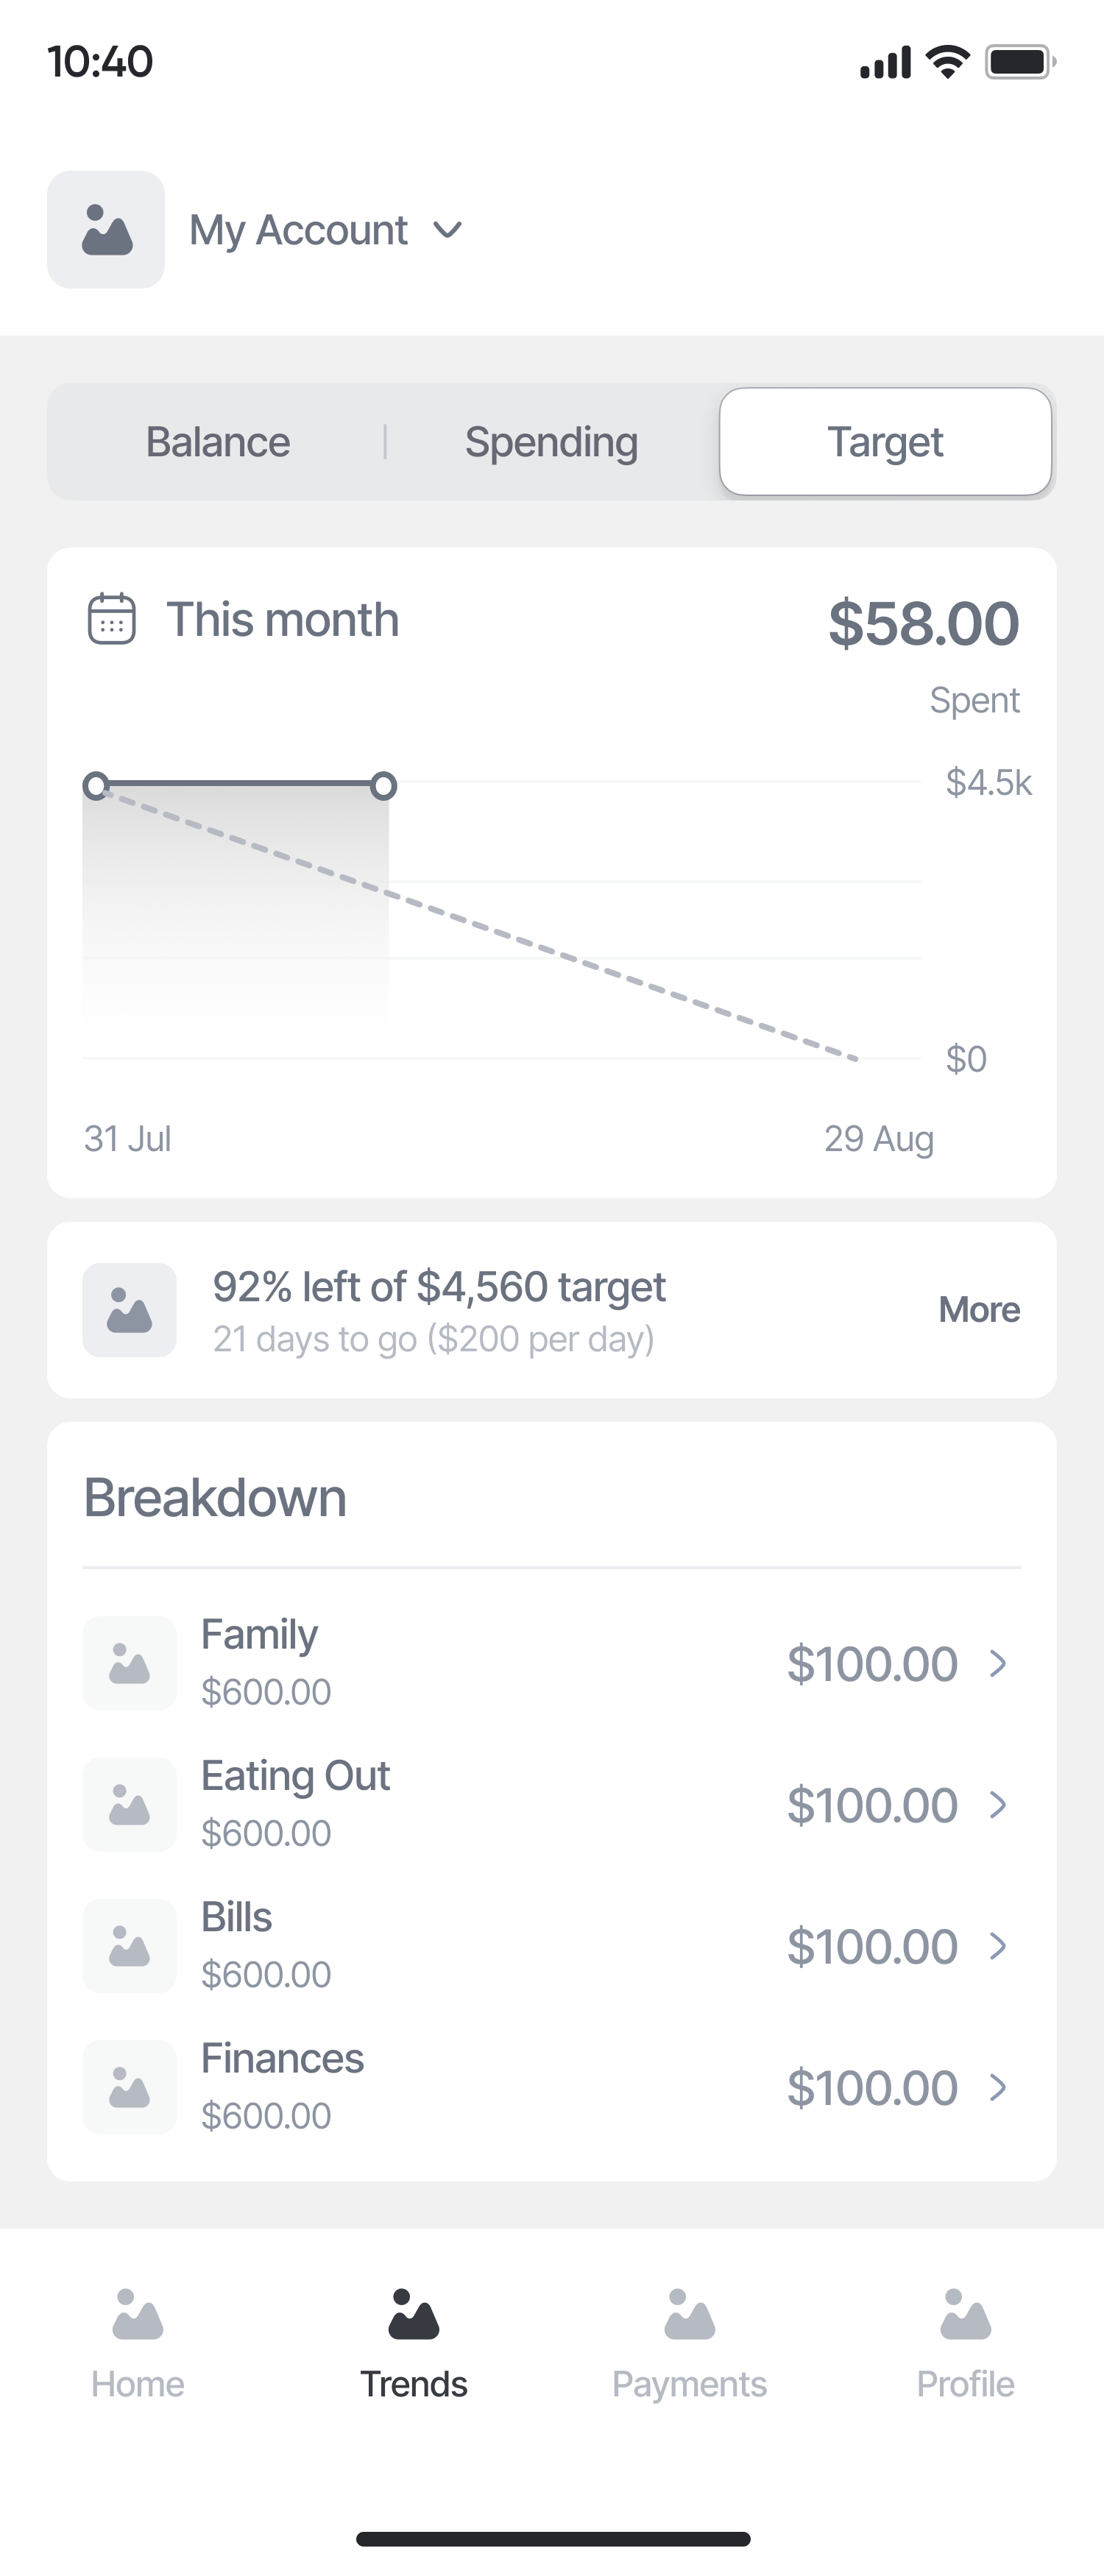 10:40
My Account
Balance
Spending
Target
This month
$58.00
Spent
$4.5k
$0
31 Jul
29 Aug
92% left of $4,560 target
21 days to go ($200 per day)
More
Breakdown
Family
$600.00
$100.00
Eating Out
$600.00
$100.00
Bills
$600.00
$100.00
Finances
$600.00
$100.00
Home
Trends
Payments
Profile